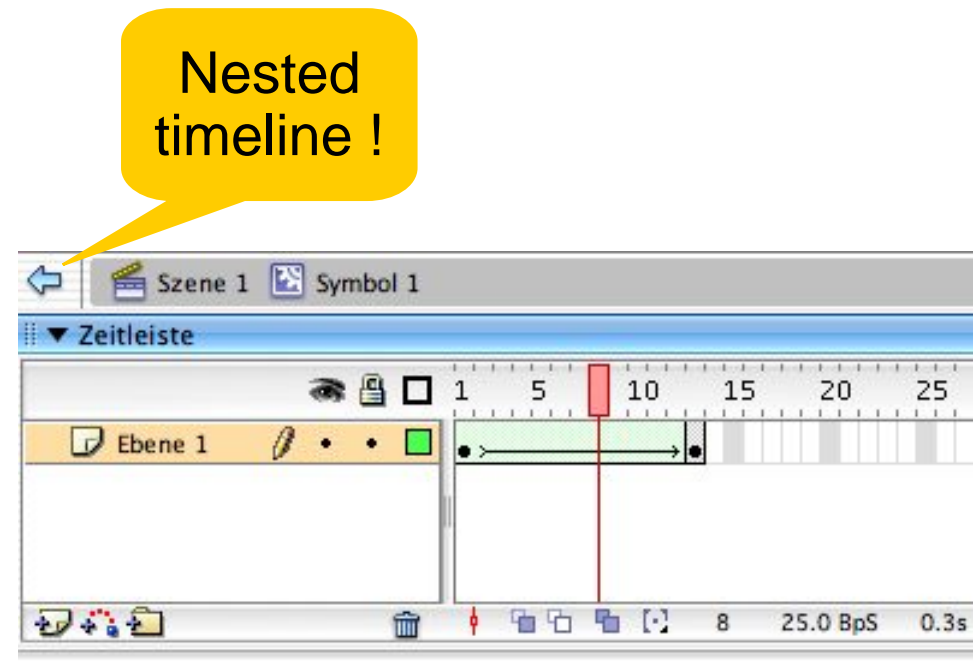 Nested
timeline !
Szene 1 Symbol 1
Zeitleiste
1 5 10 15 20 25
Ebene 1
8 25.0 BpS 0.3s